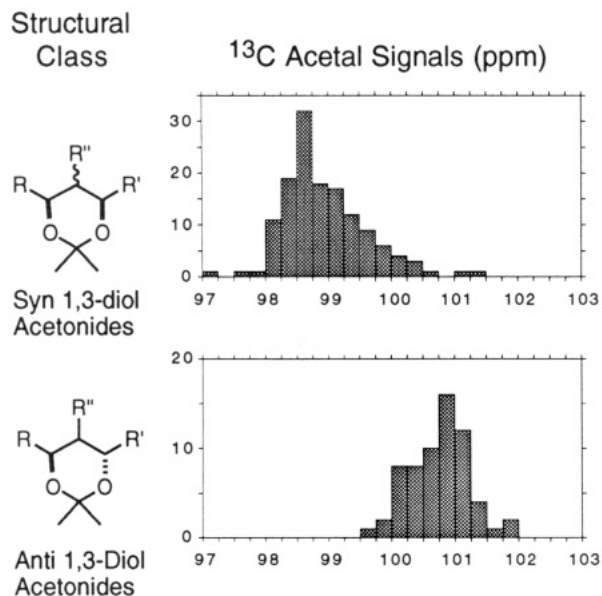 Structural
Class
13C Acetal Signals (ppm)
R"
R R'
O O
Syn 1,3-diol
Acetonides
30
20
10
0
97 98 99 100 101 102 103
R"
R R'
O O
Anti 1,3-Diol
Acetonides
20
10
0
97 98 99 100 101 102 103